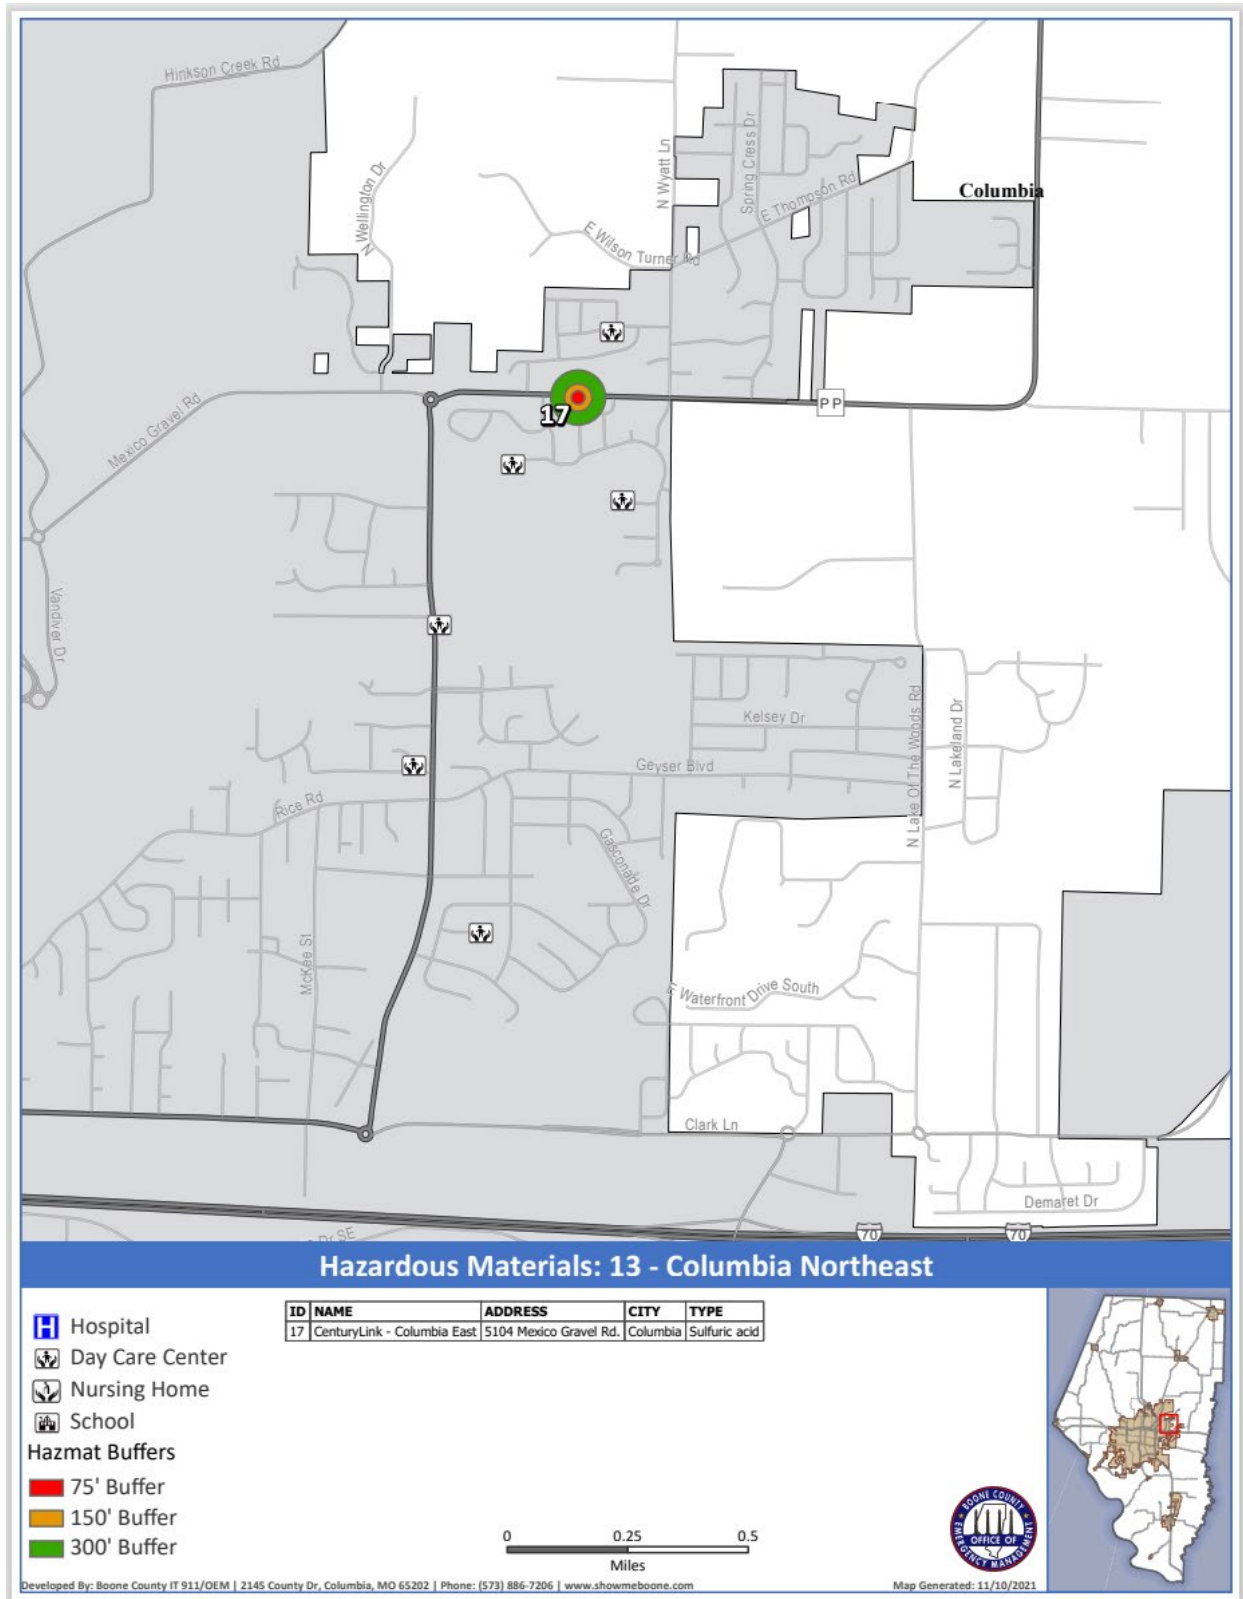 Hinkson Creek Rd
N Wellington Dr
N Wyatt Ln
Spring Cress Dr
E Thompson Rd
Columbia
E Wilson Turner Rd
Mexico Gravel Rd
17
PP
Vandiver Dr
Kelsey Dr
N Lake Of The Woods Rd
N Lakeland Dr
Geyser Blvd
Rice Rd
Gasconade Dr
McKee St
E Waterfront Drive South
Clark Ln
Demaret Dr
Dr SE
70
70
Hazardous Materials: 13 - Columbia Northeast
ID NAME ADDRESS CITY TYPE
17 CenturyLink - Columbia East 5104 Mexico Gravel Rd. Columbia Sulfuric acid
H Hospital
Day Care Center
Nursing Home
School
Hazmat Buffers
75' Buffer
150' Buffer
300' Buffer
0 0.25 0.5
Miles
BOONE COUNTY
OFFICE OF
EMERGENCY MANAGEMENT
Developed By: Boone County IT 911/OEM | 2145 County Dr, Columbia, MO 65202 | Phone: (573) 886-7206 | www.showmeboone.com
Map Generated: 11/10/2021